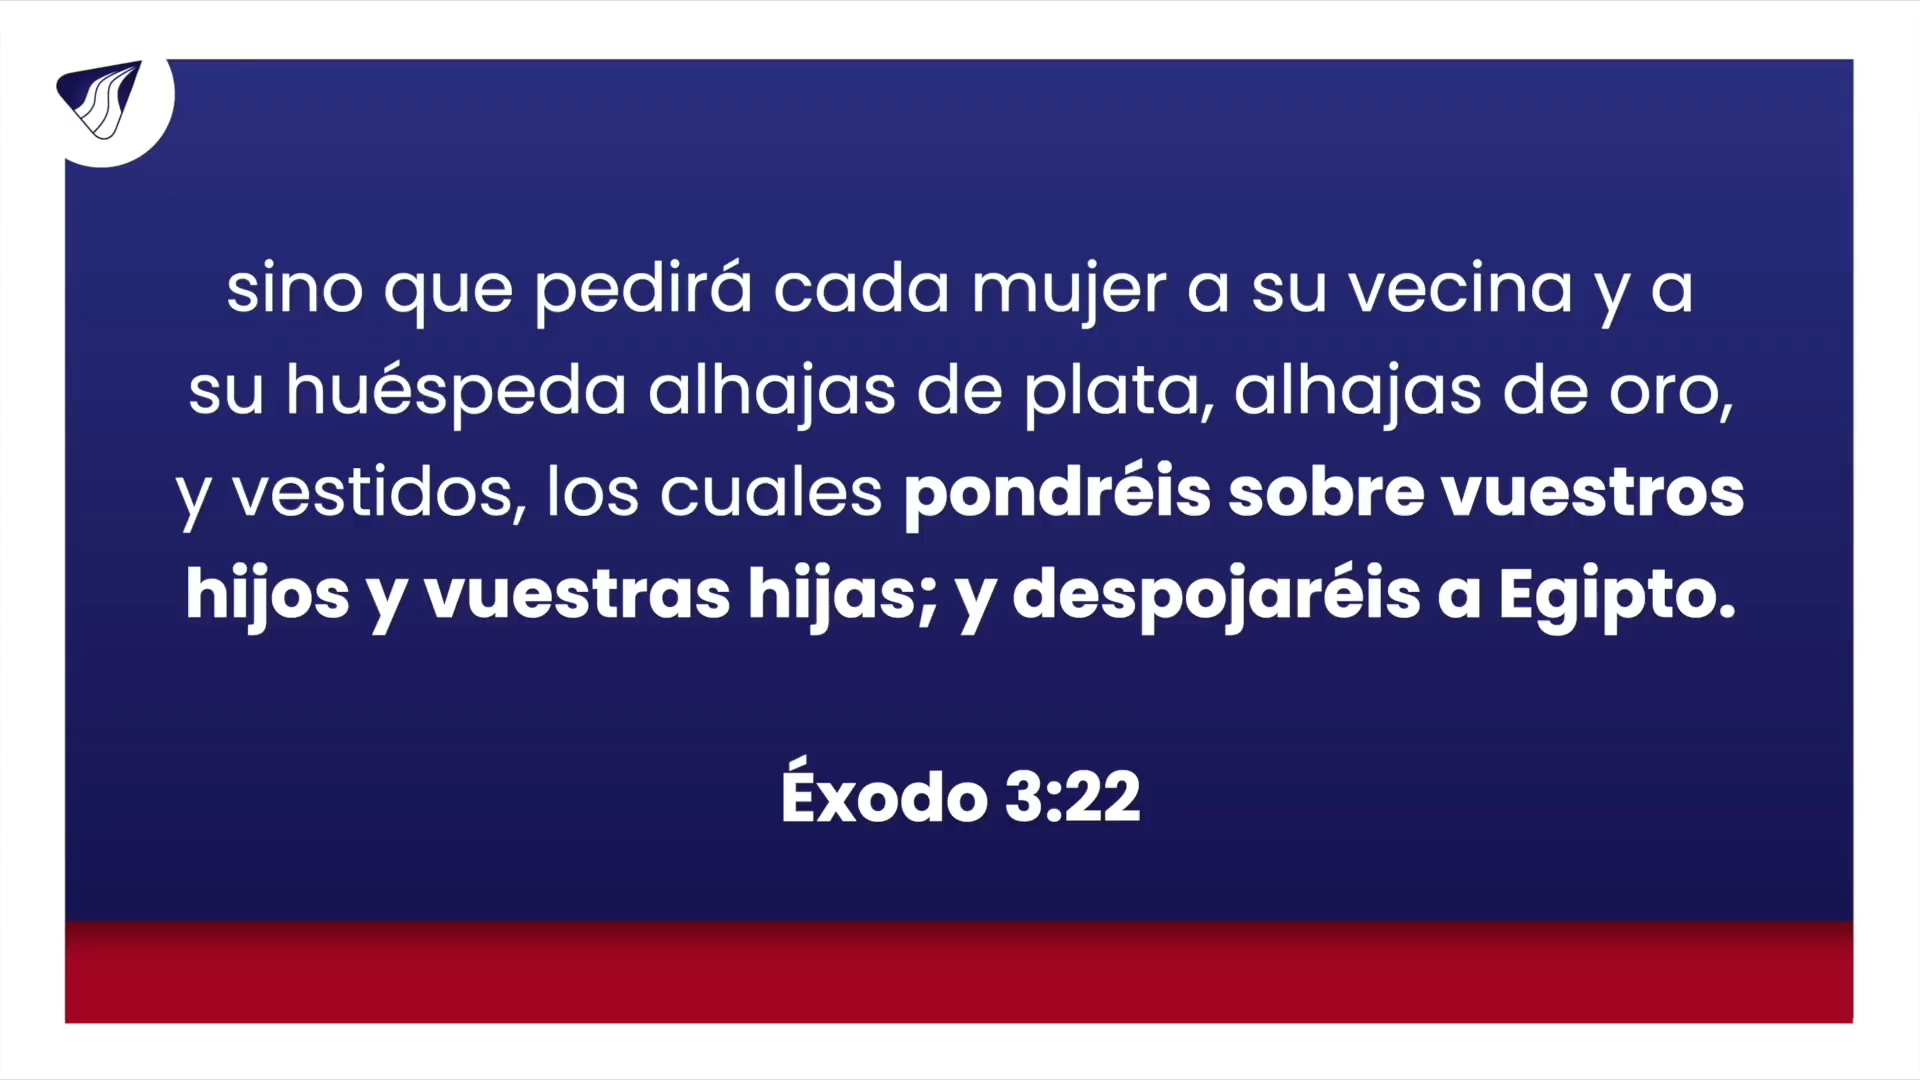 sino que pedirá cada mujer a su vecina y a
su huéspeda alhajas de plata, alhajas de oro,
y vestidos, los cuales pondréis sobre vuestros
hijos y vuestras hijas; y despojaréis a Egipto.
Éxodo 3:22